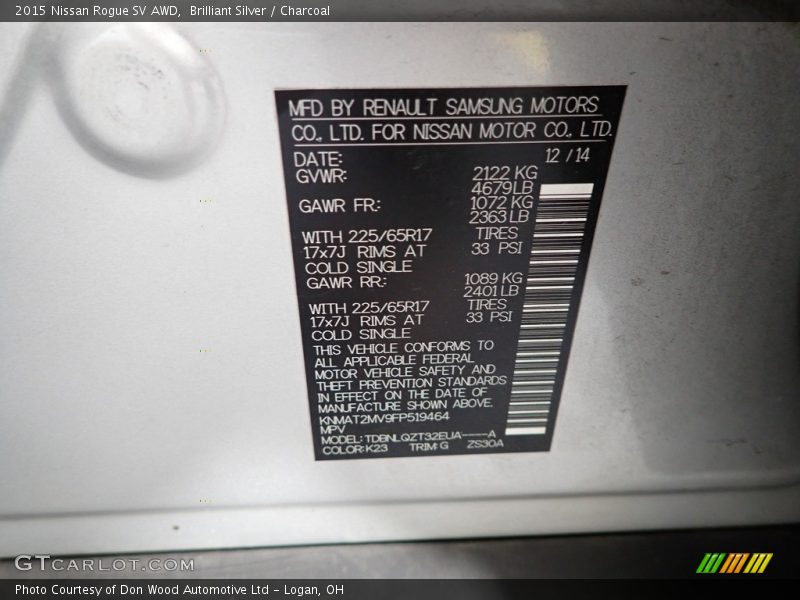 2015 Nissan Rogue SV AWD,  Brilliant Silver / Charcoal
MFD BY RENAULT SAMSUNG MOTORS
CO., LTD. FOR NISSAN MOTOR CO., LTD.
DATE: 12 /14
GVWR: 2122 KG
4679LB
GAWR FR.: 1072 KG
2363LB
WITH 225/65R17 TIRES
17x7J RIMS AT 33 PSI
COLD SINGLE
GAWR RR.: 1089 KG
2401LB
WITH 225/65R17 TIRES
17x7J RIMS AT 33 PSI
COLD SINGLE
THIS VEHICLE CONFORMS TO
ALL APPLICABLE FEDERAL
MOTOR VEHICLE SAFETY AND
THEFT PREVENTION STANDARDS
IN EFFECT ON THE DATE OF
MANUFACTURE SHOWN ABOVE.
KNMAT2MV9FP519464
MPV
MODEL: TDBNLQZT32EUA----A
COLOR:K23 TRIM:G ZS30A
GTCARLOT.COM
Photo Courtesy of Don Wood Automotive Ltd - Logan, OH